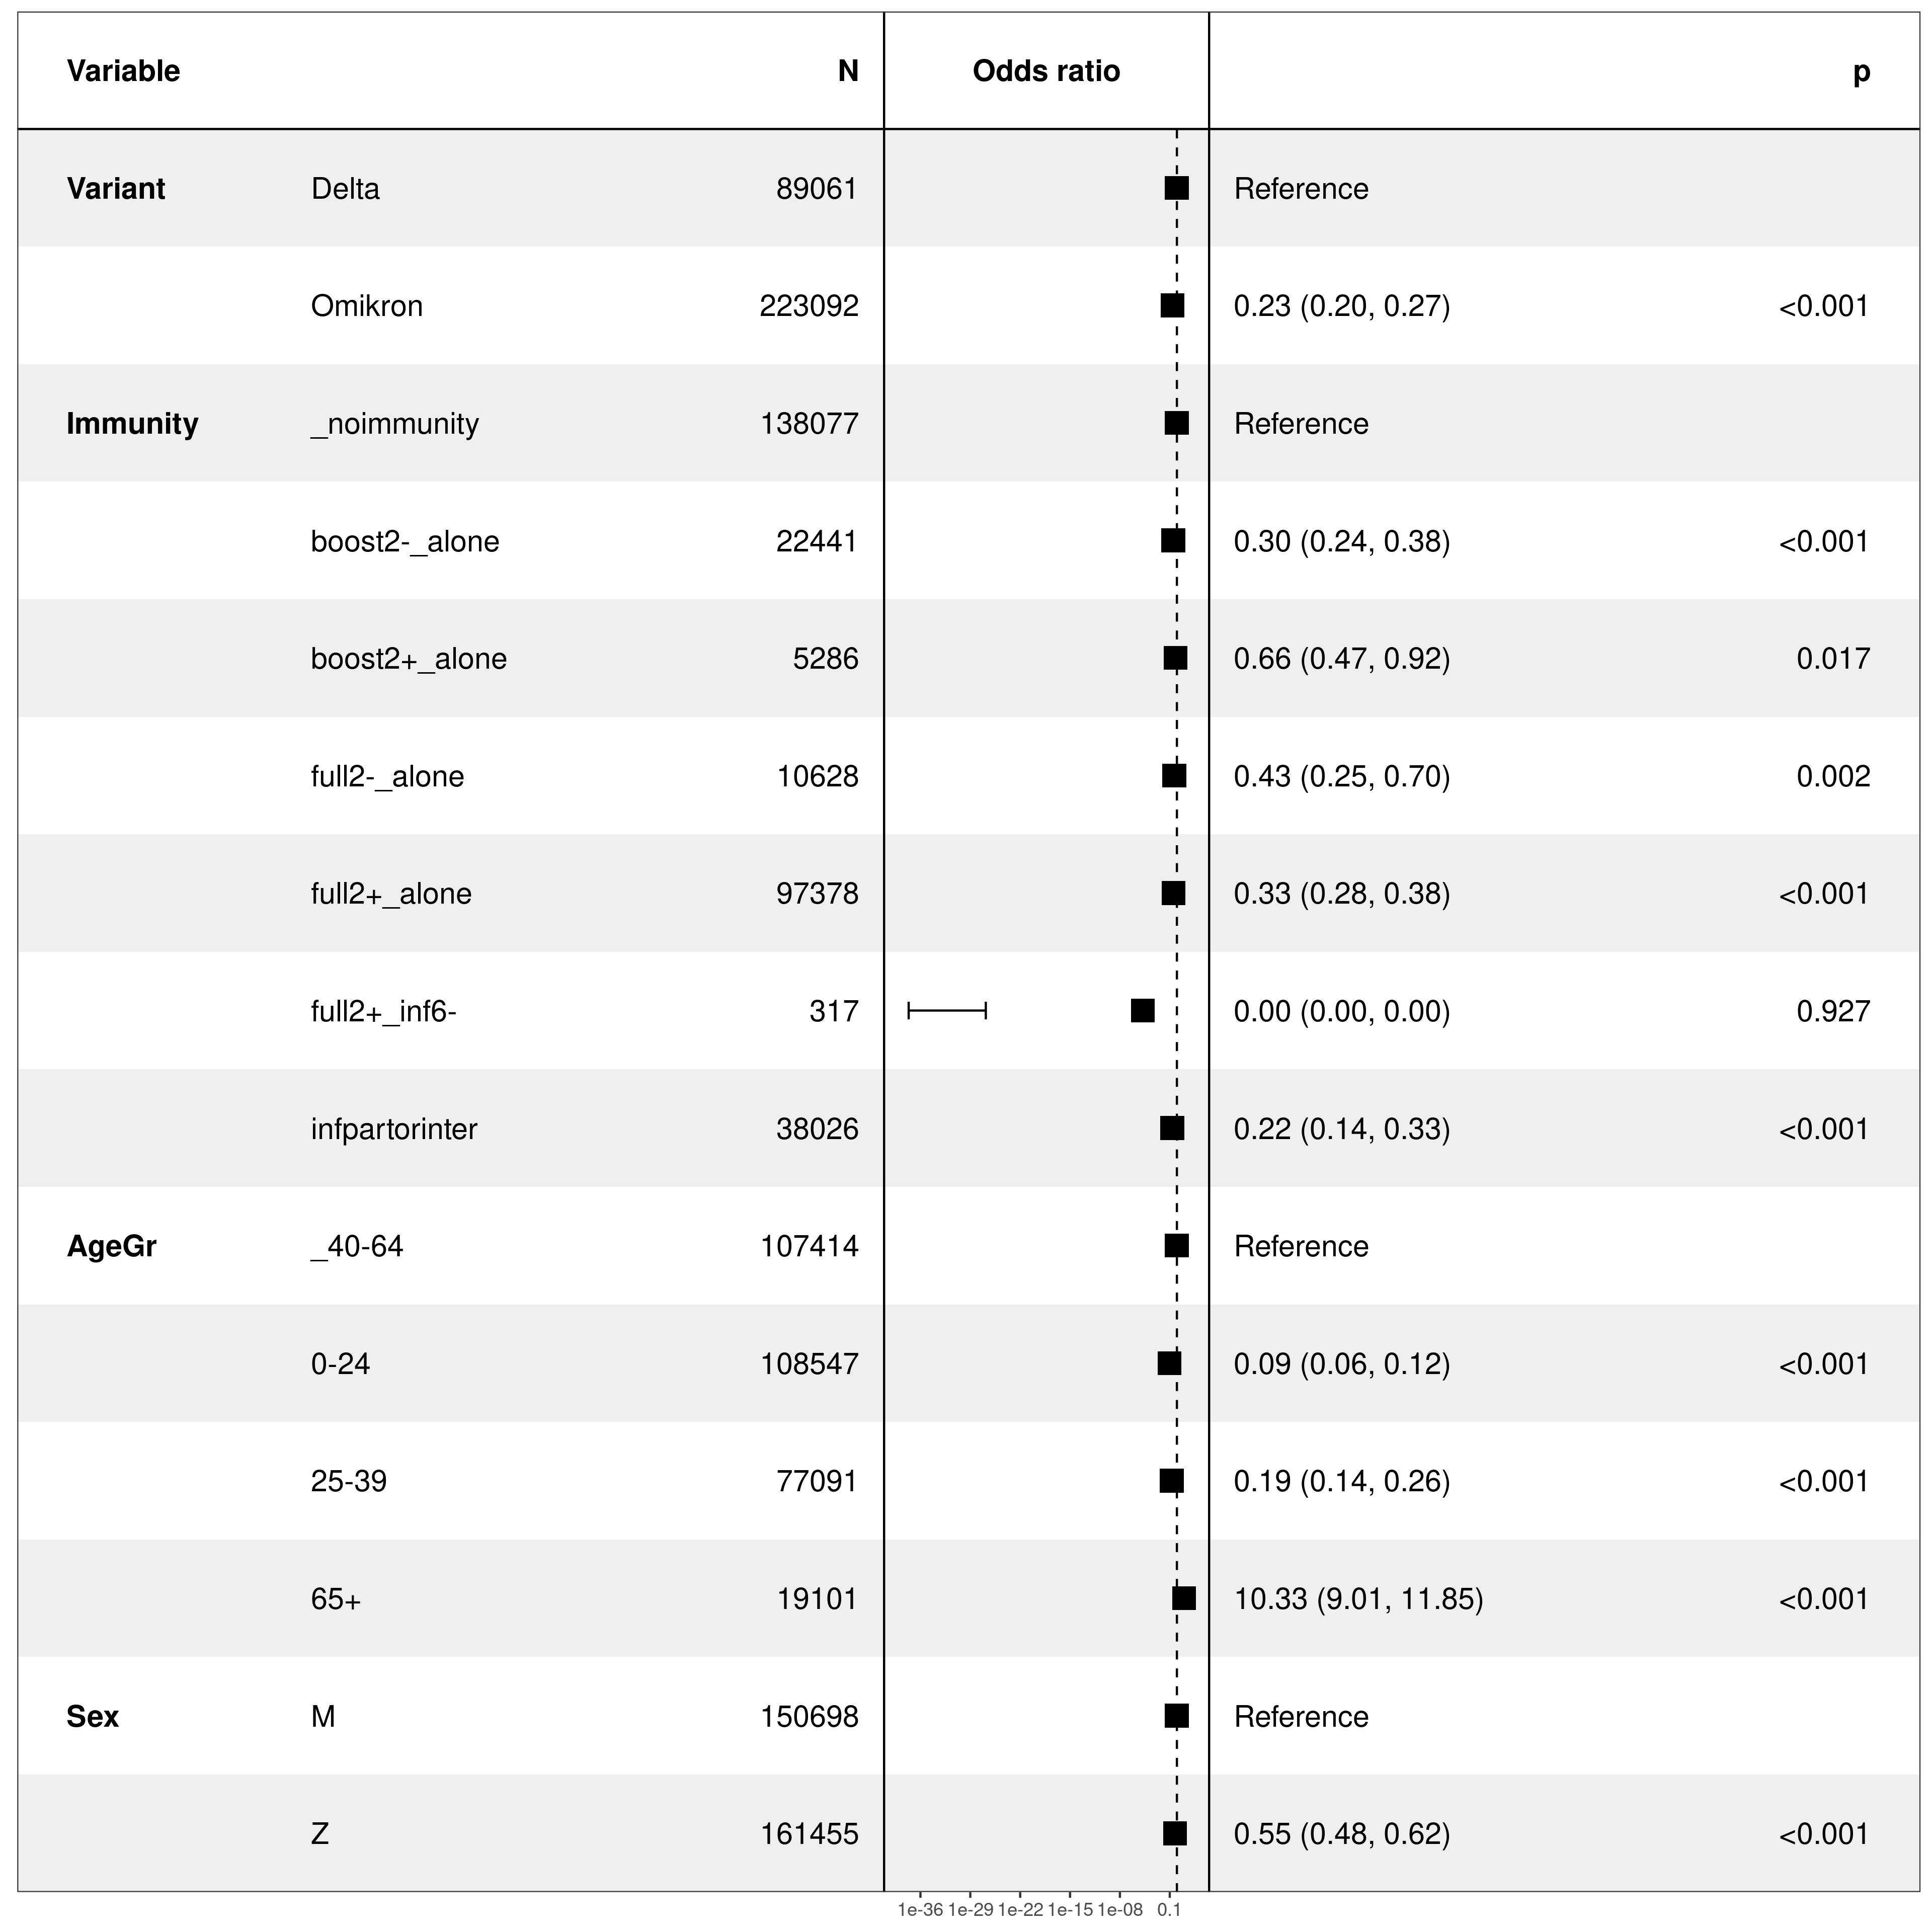 Variable N Odds ratio p
Variant Delta 89061 Reference
Omikron 223092 0.23 (0.20, 0.27) <0.001
Immunity _noimmunity 138077 Reference
boost2-_alone 22441 0.30 (0.24, 0.38) <0.001
boost2+_alone 5286 0.66 (0.47, 0.92) 0.017
full2-_alone 10628 0.43 (0.25, 0.70) 0.002
full2+_alone 97378 0.33 (0.28, 0.38) <0.001
full2+_inf6- 317 0.00 (0.00, 0.00) 0.927
infpartorinter 38026 0.22 (0.14, 0.33) <0.001
AgeGr _40-64 107414 Reference
0-24 108547 0.09 (0.06, 0.12) <0.001
25-39 77091 0.19 (0.14, 0.26) <0.001
65+ 19101 10.33 (9.01, 11.85) <0.001
Sex M 150698 Reference
Z 161455 0.55 (0.48, 0.62) <0.001
1e-36 1e-29 1e-22 1e-15 1e-08 0.1